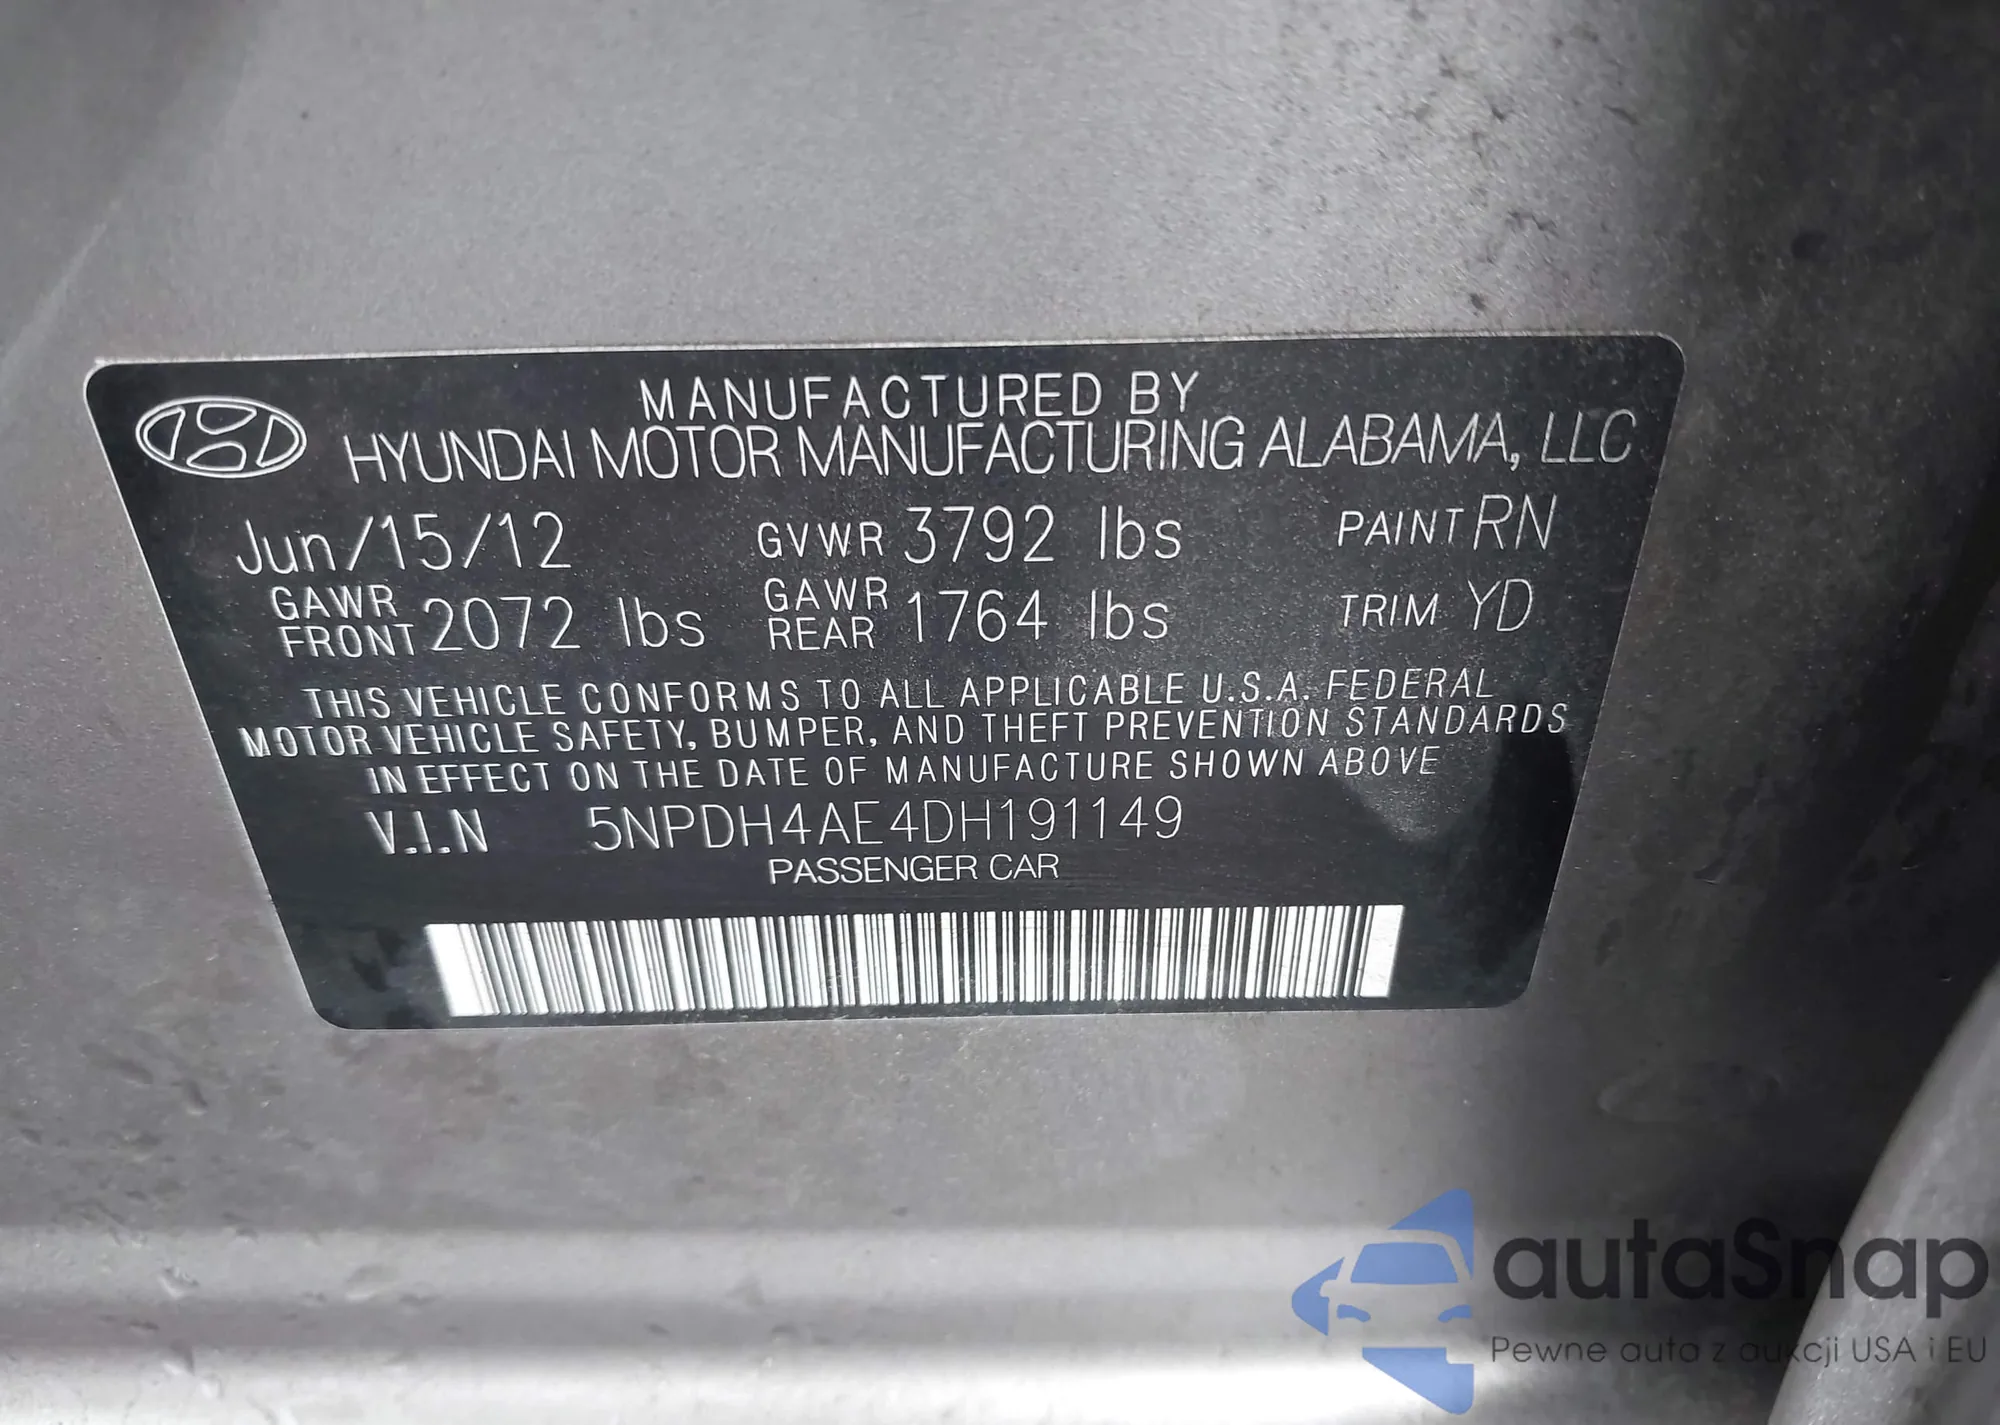 MANUFACTURED BY
HYUNDAI MOTOR MANUFACTURING ALABAMA, LLC
Jun/15/12 GVWR 3792 lbs PAINT RN
GAWR FRONT 2072 lbs GAWR REAR 1764 lbs TRIM YD
THIS VEHICLE CONFORMS TO ALL APPLICABLE U.S.A. FEDERAL
MOTOR VEHICLE SAFETY, BUMPER, AND THEFT PREVENTION STANDARDS
IN EFFECT ON THE DATE OF MANUFACTURE SHOWN ABOVE
V.I.N 5NPDH4AE4DH191149
PASSENGER CAR
autaSnap
Pewne auta z aukcji USA i EU